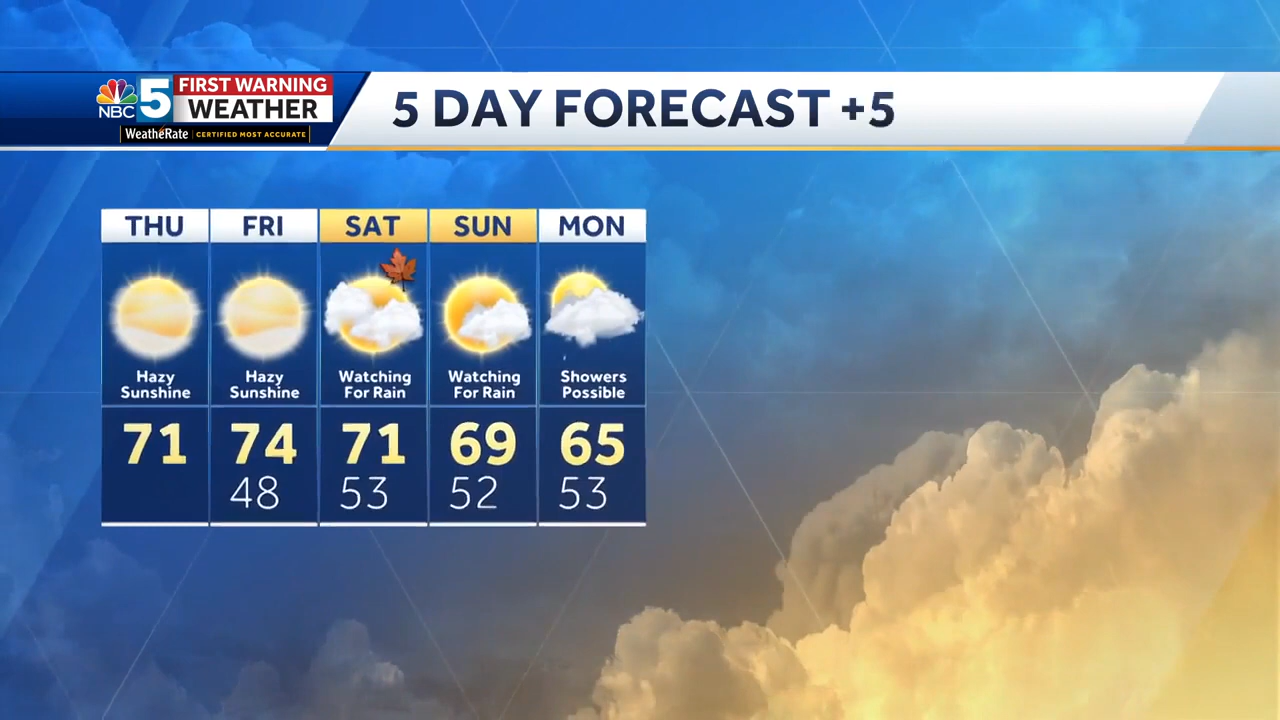 NBC 5 FIRST WARNING
WEATHER
WeatheRate CERTIFIED MOST ACCURATE
5 DAY FORECAST +5
THU FRI SAT SUN MON
Hazy Hazy Watching Watching Showers
Sunshine Sunshine For Rain For Rain Possible
71 74 71 69 65
48 53 52 53